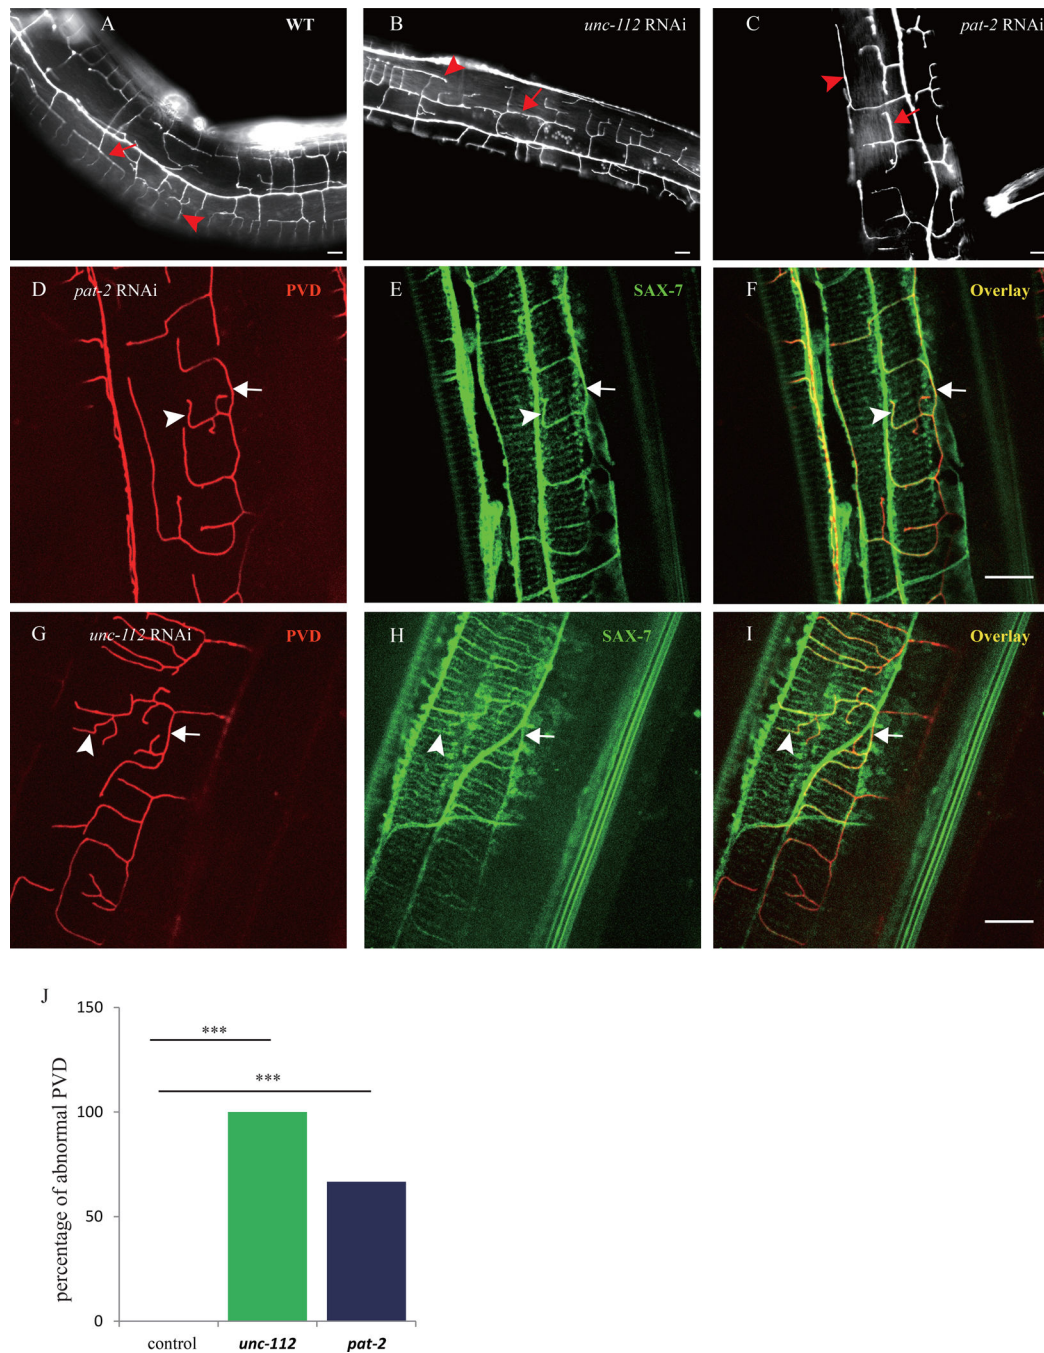 A WT
B unc-112 RNAi
C pat-2 RNAi
D pat-2 RNAi PVD
E SAX-7
F Overlay
G unc-112 RNAi PVD
H SAX-7
I Overlay
J
150
100
50
0
percentage of abnormal PVD
***
***
control unc-112 pat-2